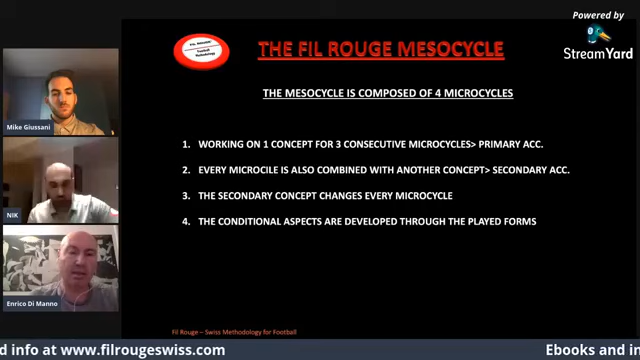 Powered by
StreamYard
THE FIL ROUGE MESOCYCLE
THE MESOCYCLE IS COMPOSED OF 4 MICROCYCLES
1. WORKING ON 1 CONCEPT FOR 3 CONSECUTIVE MICROCYCLES> PRIMARY ACC.
2. EVERY MICROCILE IS ALSO COMBINED WITH ANOTHER CONCEPT> SECONDARY ACC.
3. THE SECONDARY CONCEPT CHANGES EVERY MICROCYCLE
4. THE CONDITIONAL ASPECTS ARE DEVELOPED THROUGH THE PLAYED FORMS
Mike Giussani
NIK
Enrico Di Manno
Fil Rouge – Swiss Methodology for Football
d info at www.filrougeswiss.com
Ebooks and in